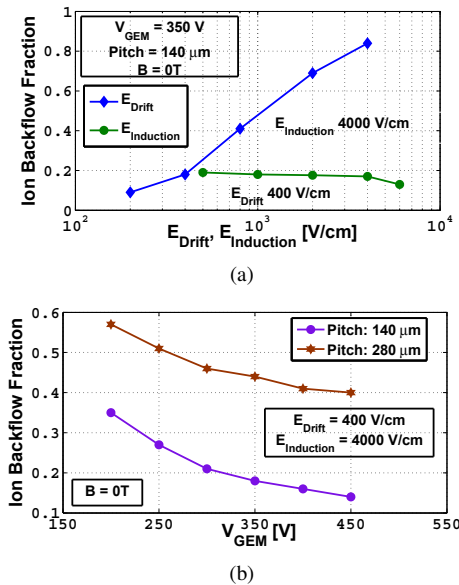 1
0.8
0.6
0.4
0.2
0
Ion Backflow Fraction
V_GEM = 350 V
Pitch = 140 μm
B = 0T
E_Drift
E_Induction
E_Induction 4000 V/cm
E_Drift 400 V/cm
10^2
10^3
10^4
E_Drift, E_Induction [V/cm]
(a)
0.6
0.5
0.4
0.3
0.2
0.1
Ion Backflow Fraction
Pitch: 140 μm
Pitch: 280 μm
E_Drift = 400 V/cm
E_Induction = 4000 V/cm
B = 0T
150
250
350
450
550
V_GEM [V]
(b)